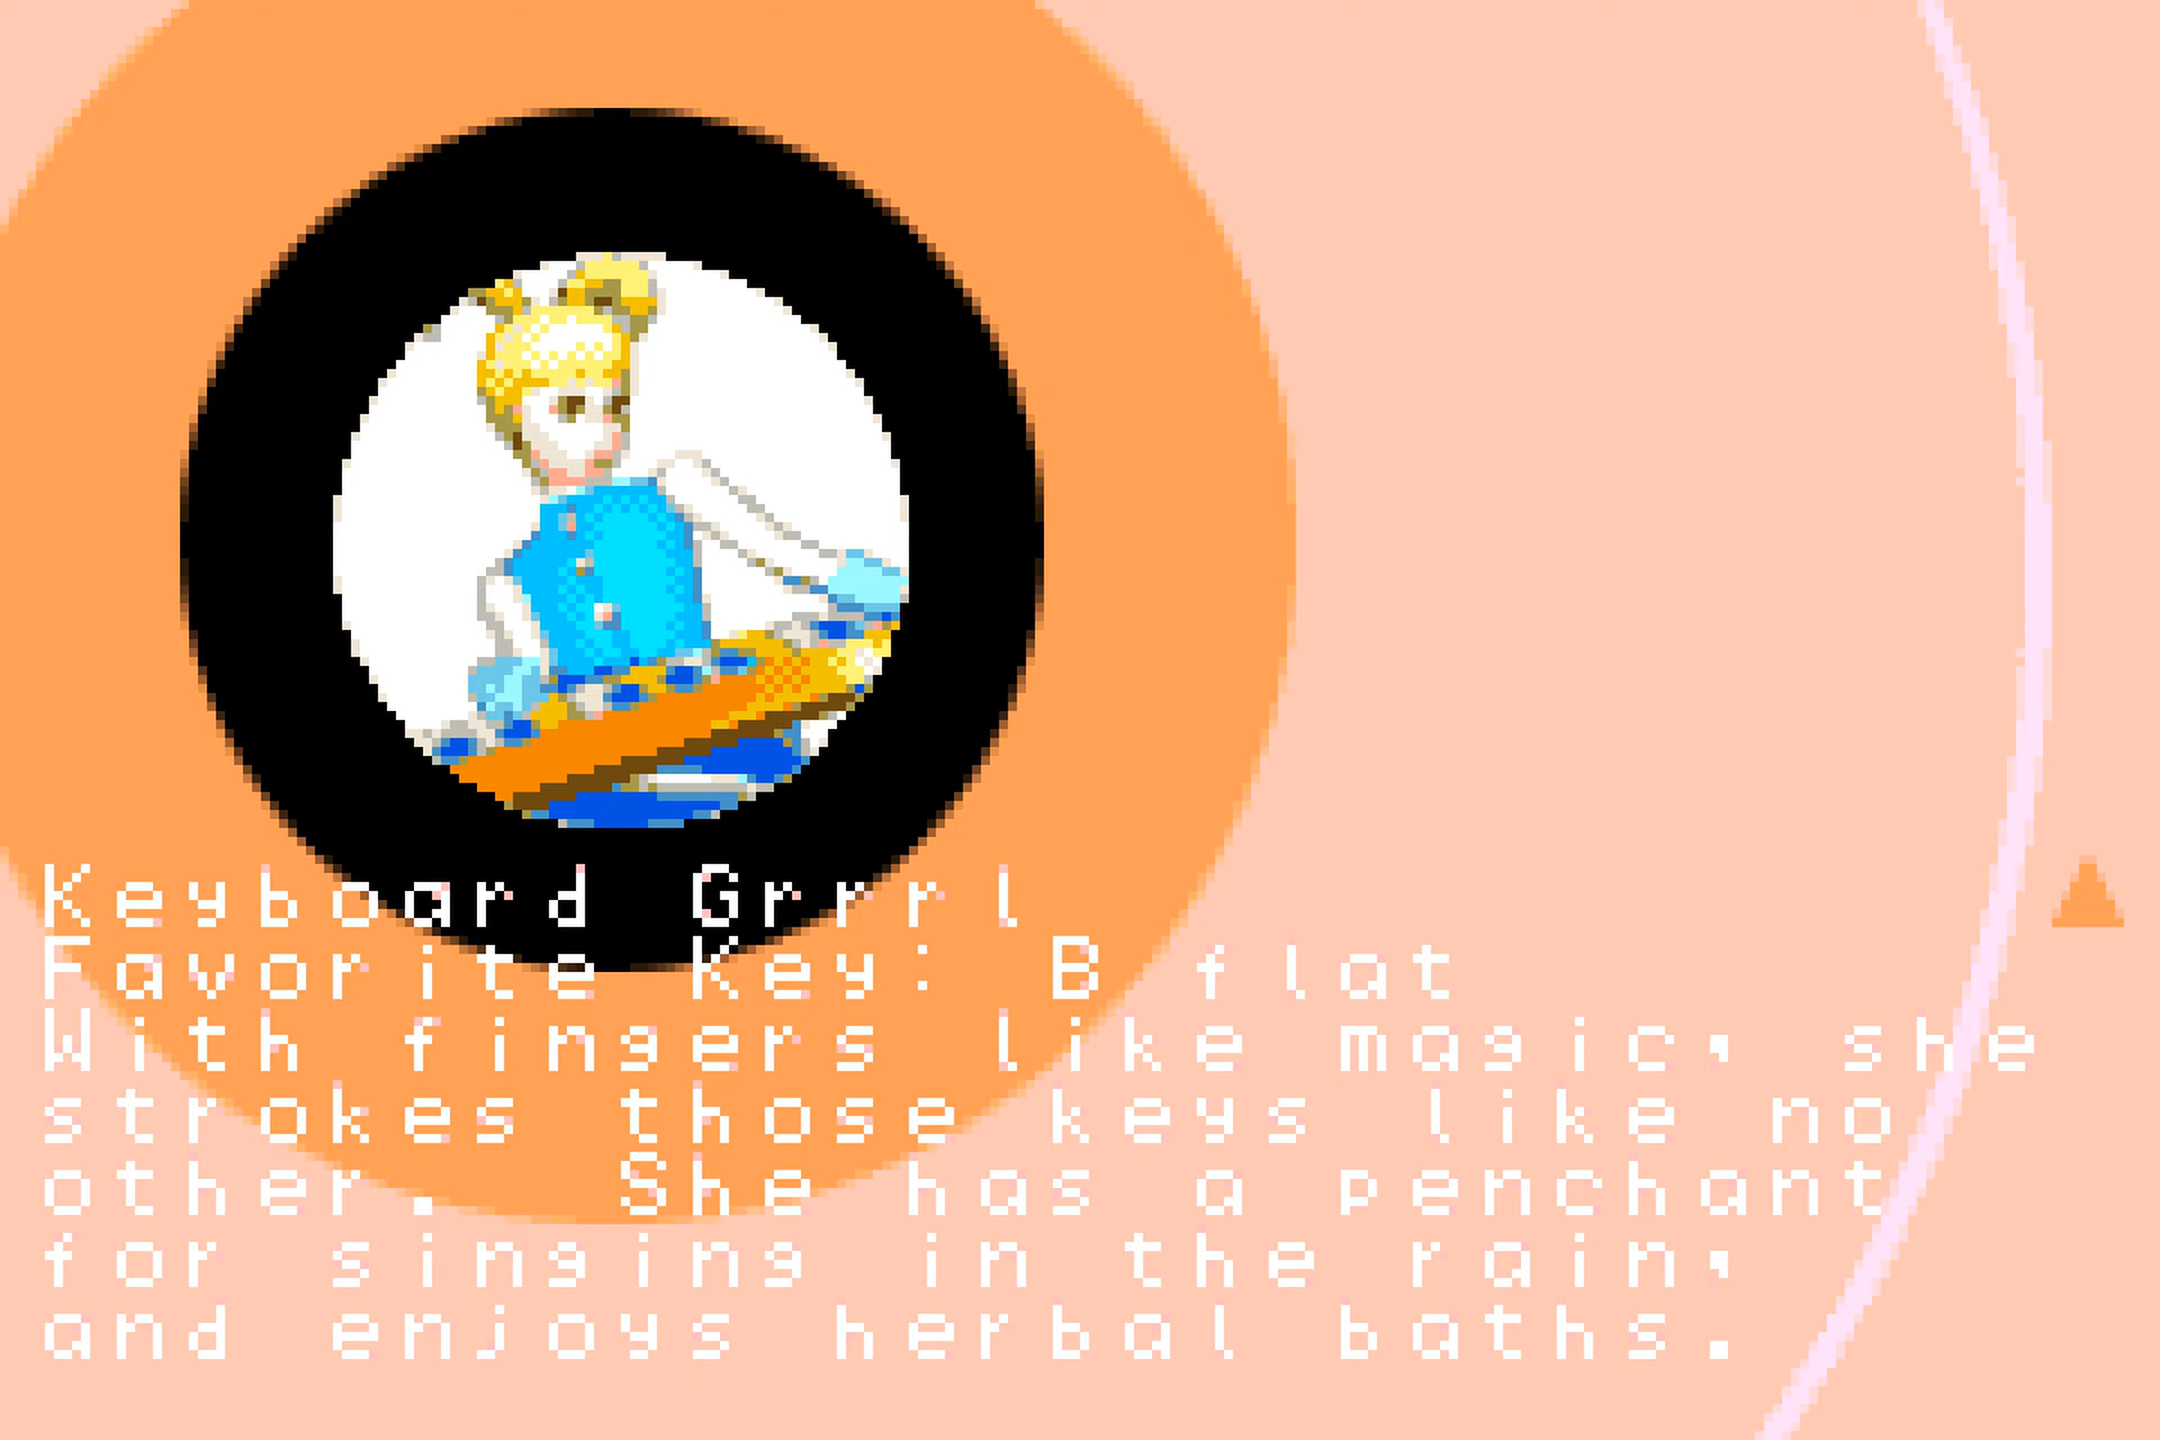 Keyboard Grrrl
Favorite Key: B flat
With fingers like magic, she
strokes those keys like no
other. She has a penchant
for singing in the rain,
and enjoys herbal baths.